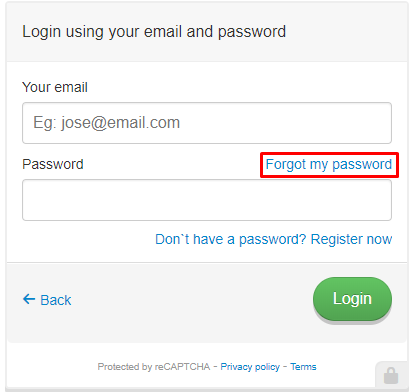 Login using your email and password
Your email
Eg: jose@email.com
Password Forgot my password
Don`t have a password? Register now
← Back Login
Protected by reCAPTCHA - Privacy policy - Terms